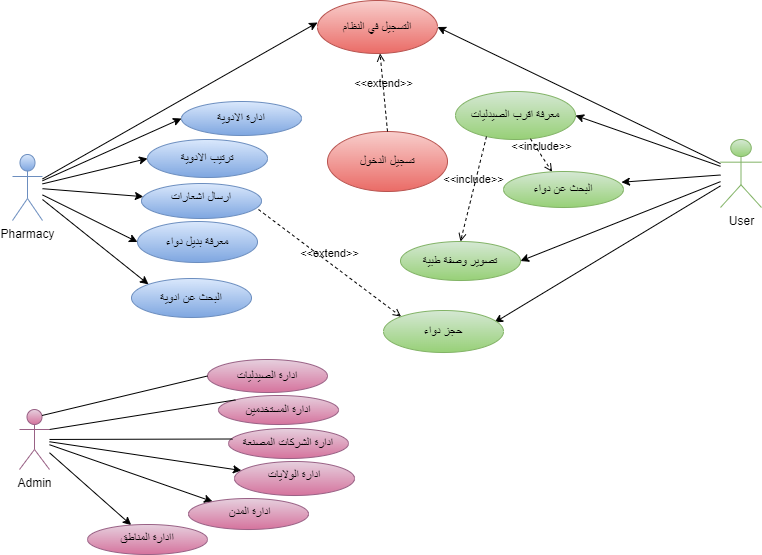 التسجيل في النظام
<<extend>>
تسجيل الدخول
ادارة الادوية
ترتيب الادوية
ارسال اشعارات
معرفة بديل دواء
البحث عن ادوية
Pharmacy
<<extend>>
معرفة اقرب الصيدليات
<<include>>
<<include>>
البحث عن دواء
تصوير وصفة طبية
حجز دواء
User
ادارة الصيدليات
ادارة المستخدمين
ادارة الشركات المصنعة
ادارة الولايات
ادارة المدن
اادارة المناطق
Admin